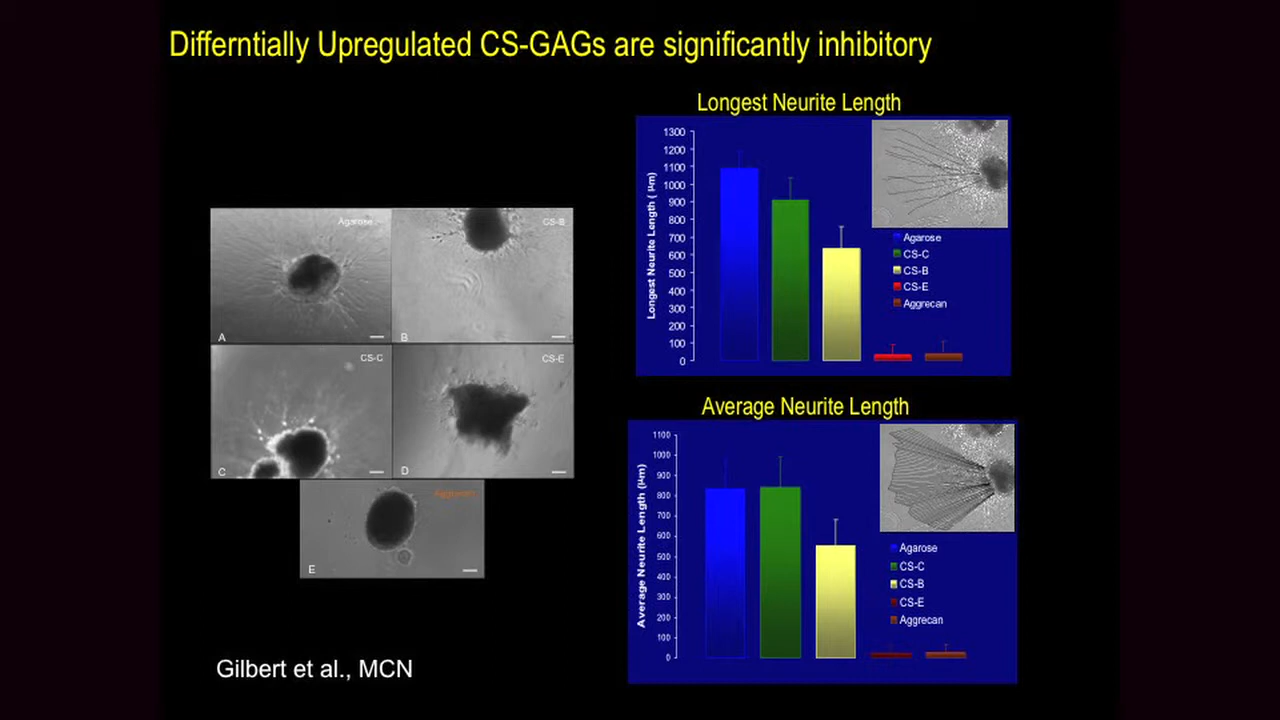 Differntially Upregulated CS-GAGs are significantly inhibitory
Agarose
CS-B
A
B
CS-C
CS-E
C
D
Aggrecan
E
Gilbert et al., MCN
Longest Neurite Length
Longest Neurite Length (µm)
1300
1200
1100
1000
900
800
700
600
500
400
300
200
100
0
Agarose
CS-C
CS-B
CS-E
Aggrecan
Average Neurite Length
Average Neurite Length (µm)
1100
1000
900
800
700
600
500
400
300
200
100
0
Agarose
CS-C
CS-B
CS-E
Aggrecan